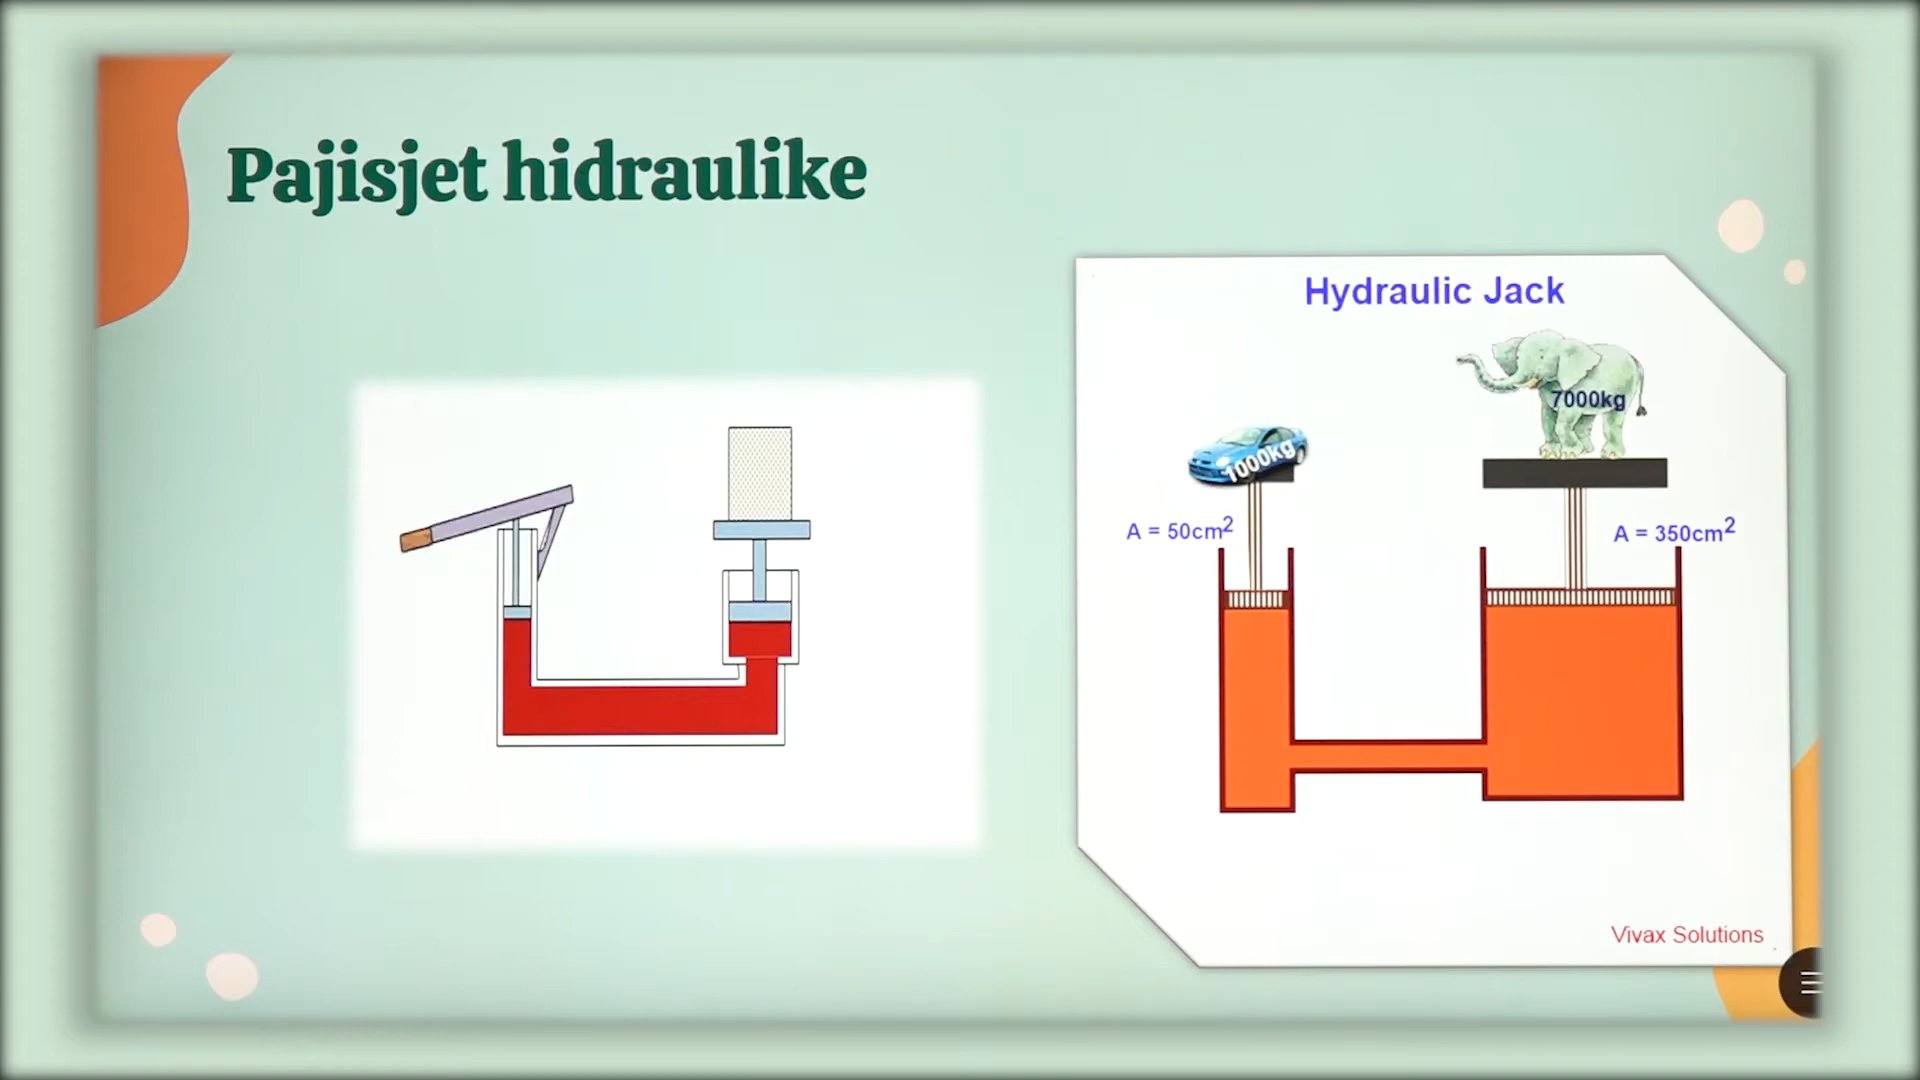 Pajisjet hidraulike
Hydraulic Jack
7000kg
1000kg
A = 50cm²
A = 350cm²
Vivax Solutions